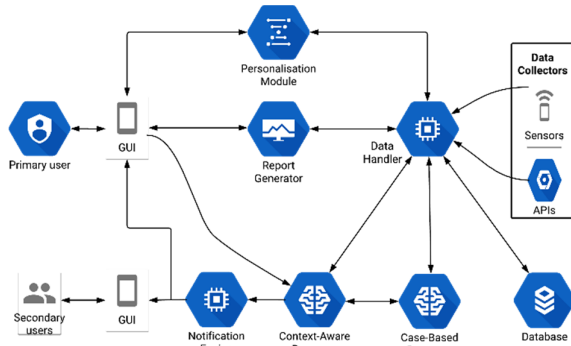 Personalisation
Module
Data
Collectors
Sensors
APIs
Primary user
GUI
Report
Generator
Data
Handler
Secondary
users
GUI
Notification
Context-Aware
Case-Based
Database